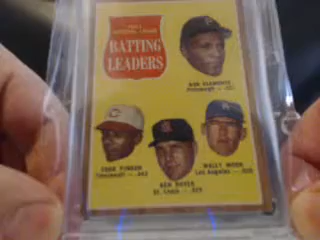 1961
NATIONAL LEAGUE
BATTING
LEADERS
BOB CLEMENTE
Pittsburgh - .351
VADA PINSON
Cincinnati - .343
KEN BOYER
St. Louis - .329
WALLY MOON
Los Angeles - .328